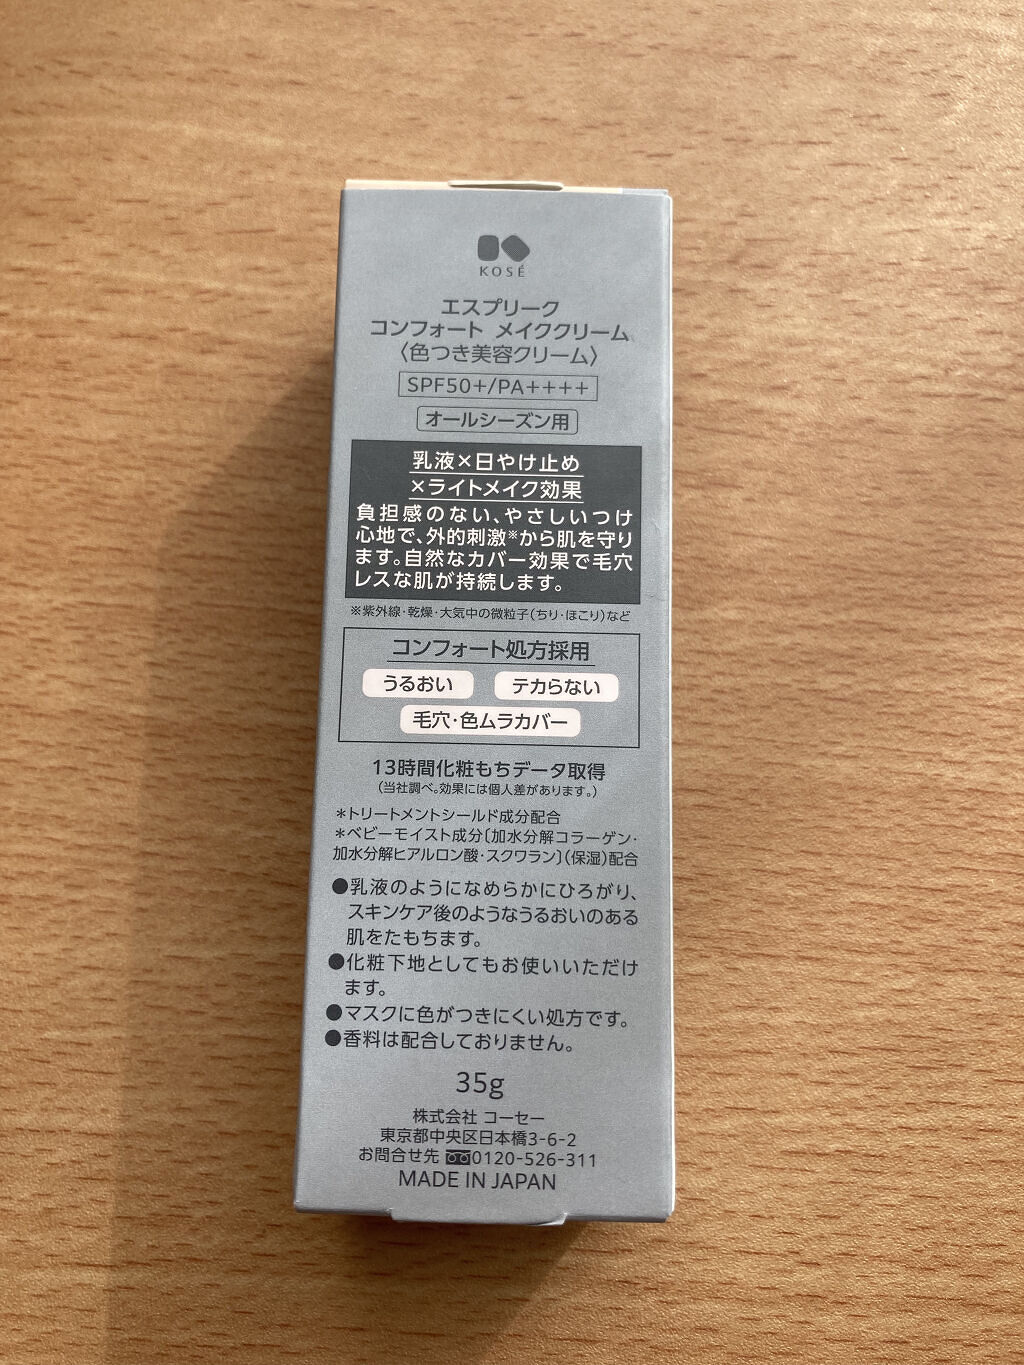 KOSÉ
エスプリーク
コンフォート メイククリーム
〈色つき美容クリーム〉
SPF50+/PA++++
オールシーズン用
乳液×日やけ止め
×ライトメイク効果
負担感のない、やさしいつけ
心地で、外的刺激※から肌を守り
ます。自然なカバー効果で毛穴
レスな肌が持続します。
※紫外線・乾燥・大気中の微粒子(ちり・ほこり)など
コンフォート処方採用
うるおい テカらない
毛穴・色ムラカバー
13時間化粧もちデータ取得
(当社調べ。効果には個人差があります。)
*トリートメントシールド成分配合
*ベビーモイスト成分〔加水分解コラーゲン・
加水分解ヒアルロン酸・スクワラン〕(保湿)配合
●乳液のようになめらかにひろがり、
スキンケア後のようなうるおいのある
肌をたもちます。
●化粧下地としてもお使いいただけ
ます。
●マスクに色がつきにくい処方です。
●香料は配合しておりません。
35g
株式会社 コーセー
東京都中央区日本橋3-6-2
お問合せ先 0120-526-311
MADE IN JAPAN